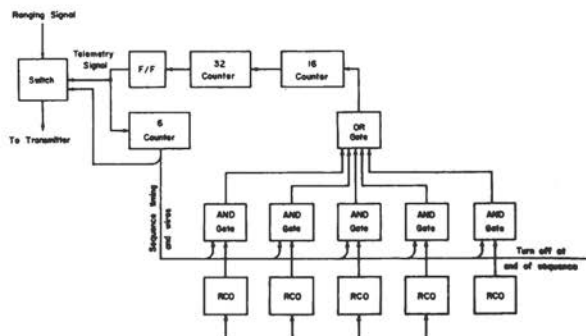 Ranging Signal
Telemetry
Signal
Switch
F/F
32
Counter
16
Counter
To Transmitter
6
Counter
OR
Gate
Sequence timing
and wires
AND
Gate
AND
Gate
AND
Gate
AND
Gate
AND
Gate
Turn off at
end of sequence
RCO
RCO
RCO
RCO
RCO